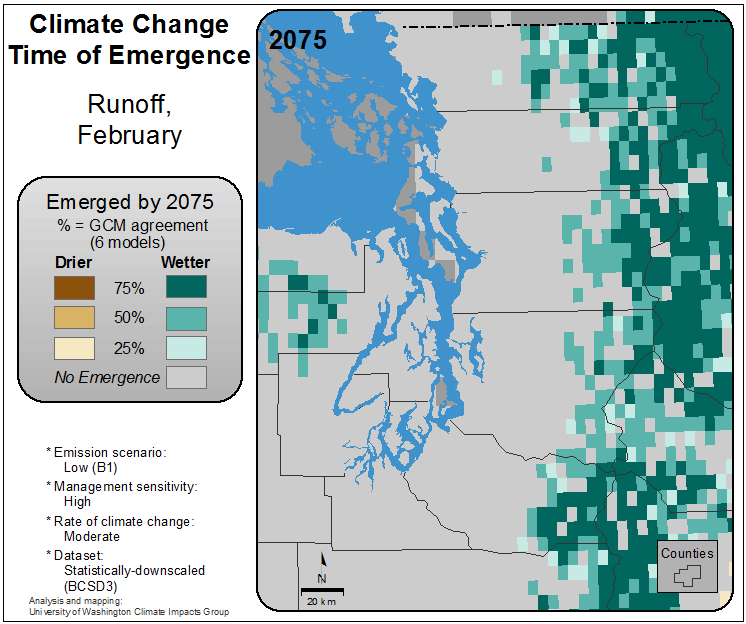 Climate Change
Time of Emergence
Runoff,
February
Emerged by 2075
% = GCM agreement
(6 models)
Drier Wetter
75%
50%
25%
No Emergence
* Emission scenario:
Low (B1)
* Management sensitivity:
High
* Rate of climate change:
Moderate
* Dataset:
Statistically-downscaled
(BCSD3)
Analysis and mapping:
University of Washington Climate Impacts Group
2075
N
20 km
Counties